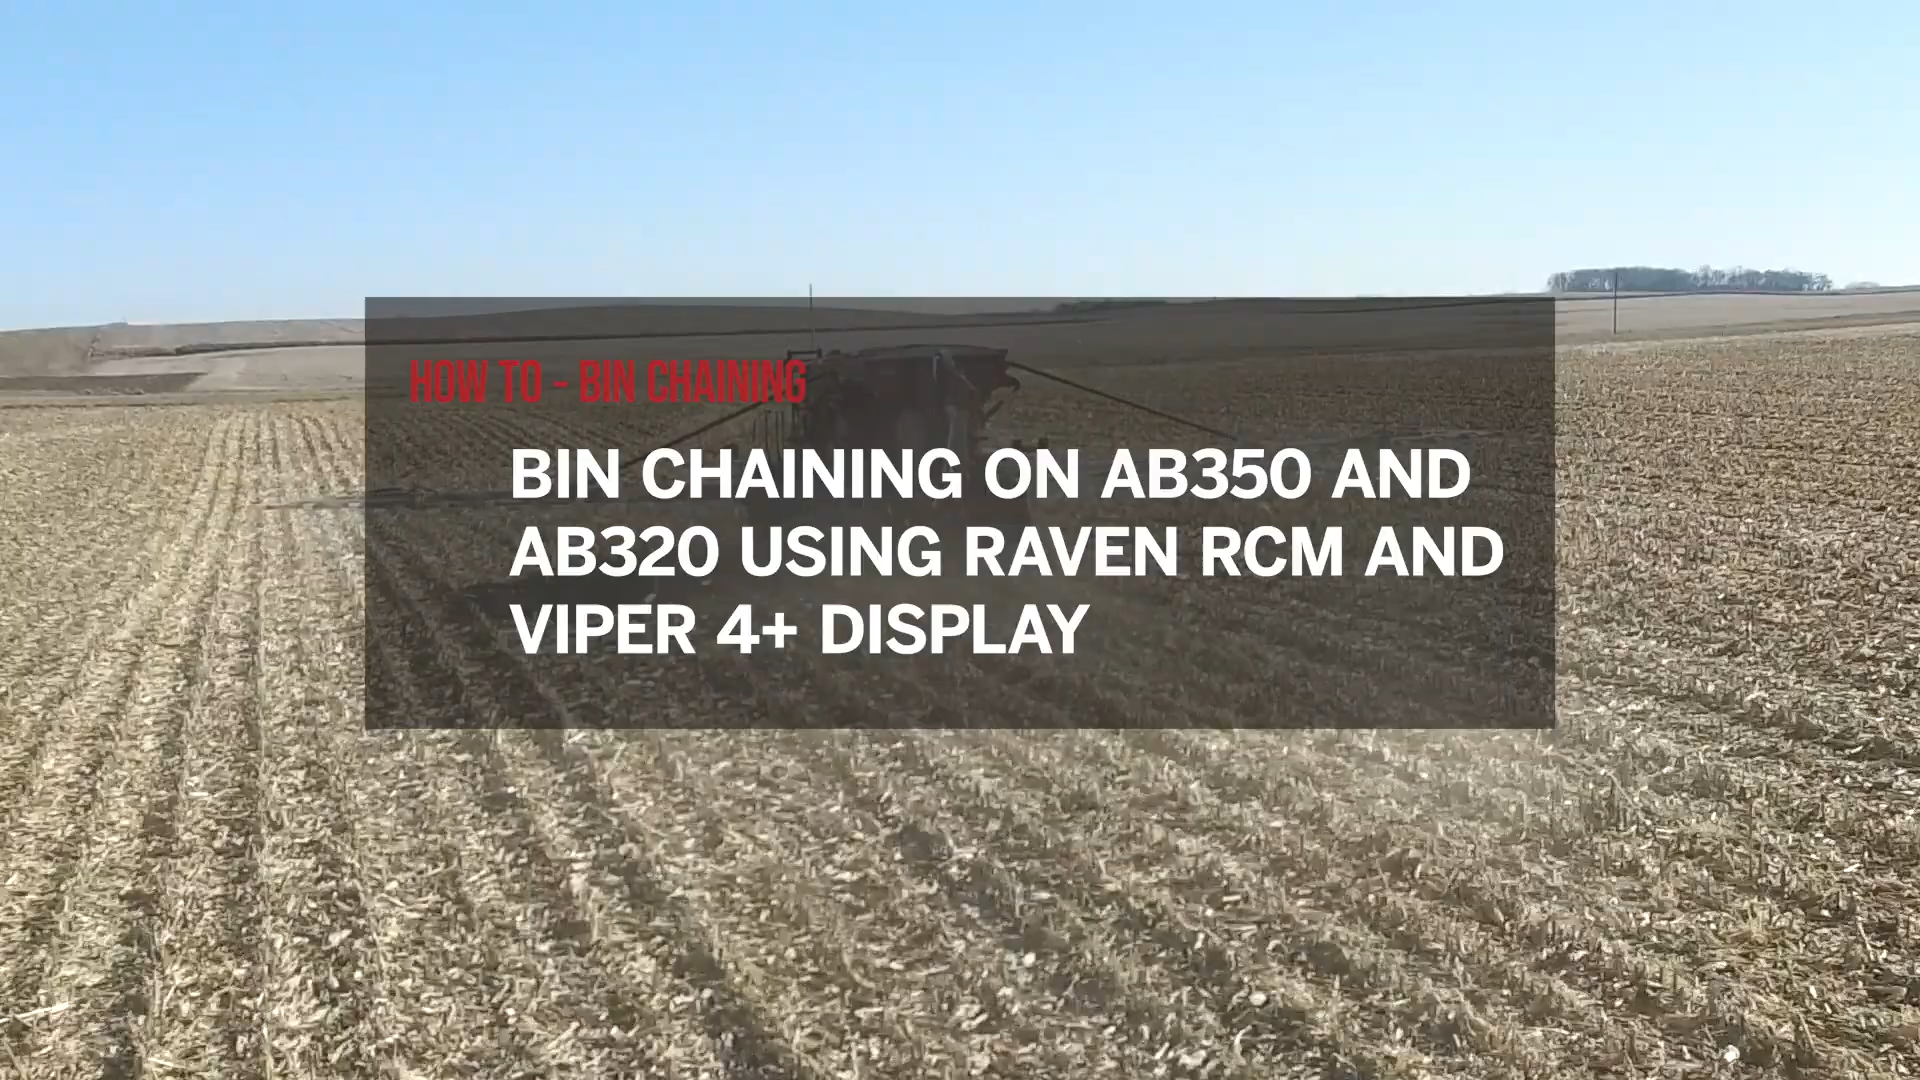 HOW TO - BIN CHAINING
BIN CHAINING ON AB350 AND
AB320 USING RAVEN RCM AND
VIPER 4+ DISPLAY